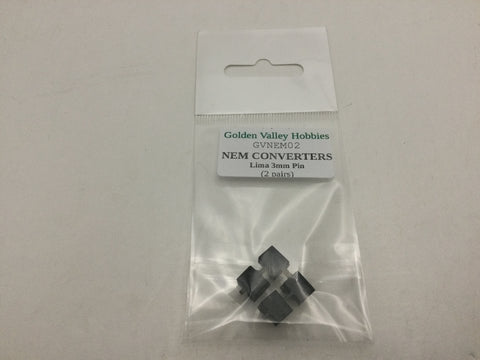 Golden Valley Hobbies
GVNEM02
NEM CONVERTERS
Lima 3mm Pin
(2 pairs)